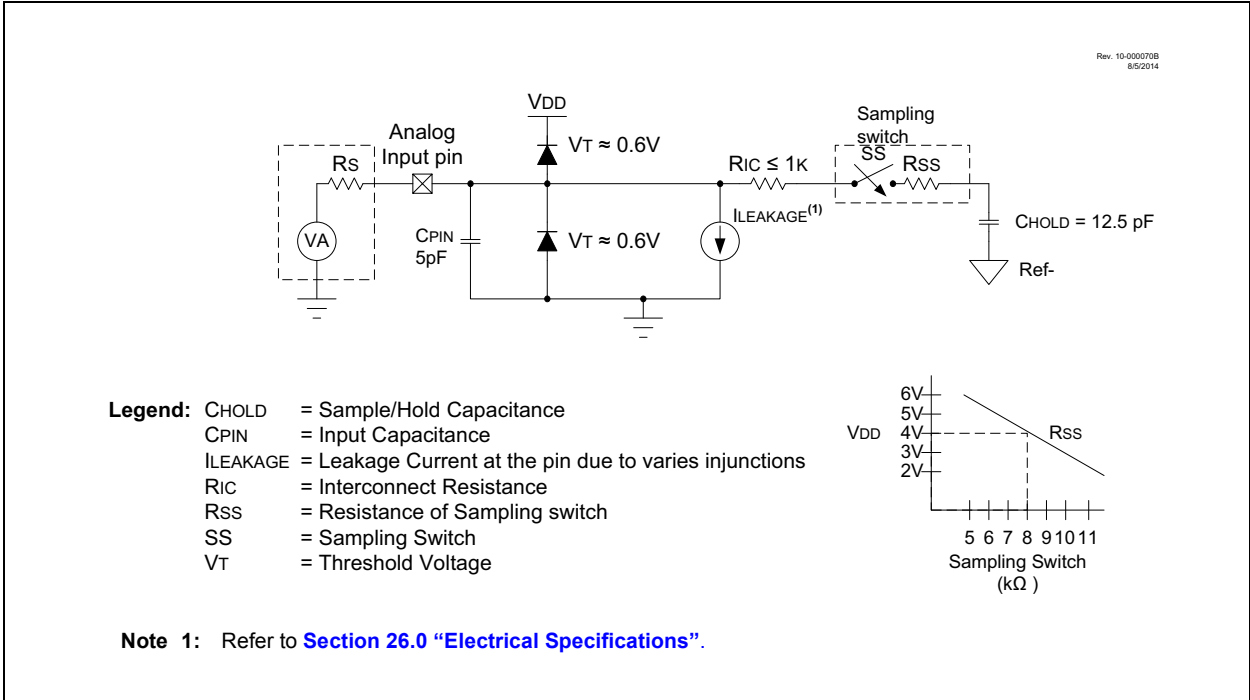 Rev. 10-000070B
8/5/2014
VDD
Sampling
switch
Analog
Input pin
VT ≈ 0.6V
RS
RIC ≤ 1K
SS
RSS
ILEAKAGE(1)
VA
CPIN
5pF
VT ≈ 0.6V
CHOLD = 12.5 pF
Ref-
Legend: CHOLD = Sample/Hold Capacitance
CPIN = Input Capacitance
ILEAKAGE = Leakage Current at the pin due to varies injunctions
RIC = Interconnect Resistance
RSS = Resistance of Sampling switch
SS = Sampling Switch
VT = Threshold Voltage
6V
5V
VDD 4V RSS
3V
2V
5 6 7 8 9 10 11
Sampling Switch
(kΩ )
Note 1: Refer to Section 26.0 “Electrical Specifications”.